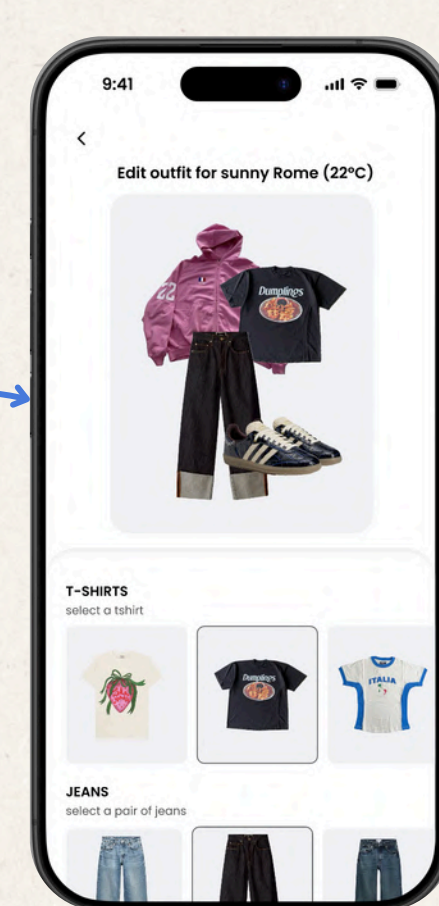 9:41
Edit outfit for sunny Rome (22°C)
22
Dumplings
T-SHIRTS
select a tshirt
Dumplings
ITALIA
JEANS
select a pair of jeans